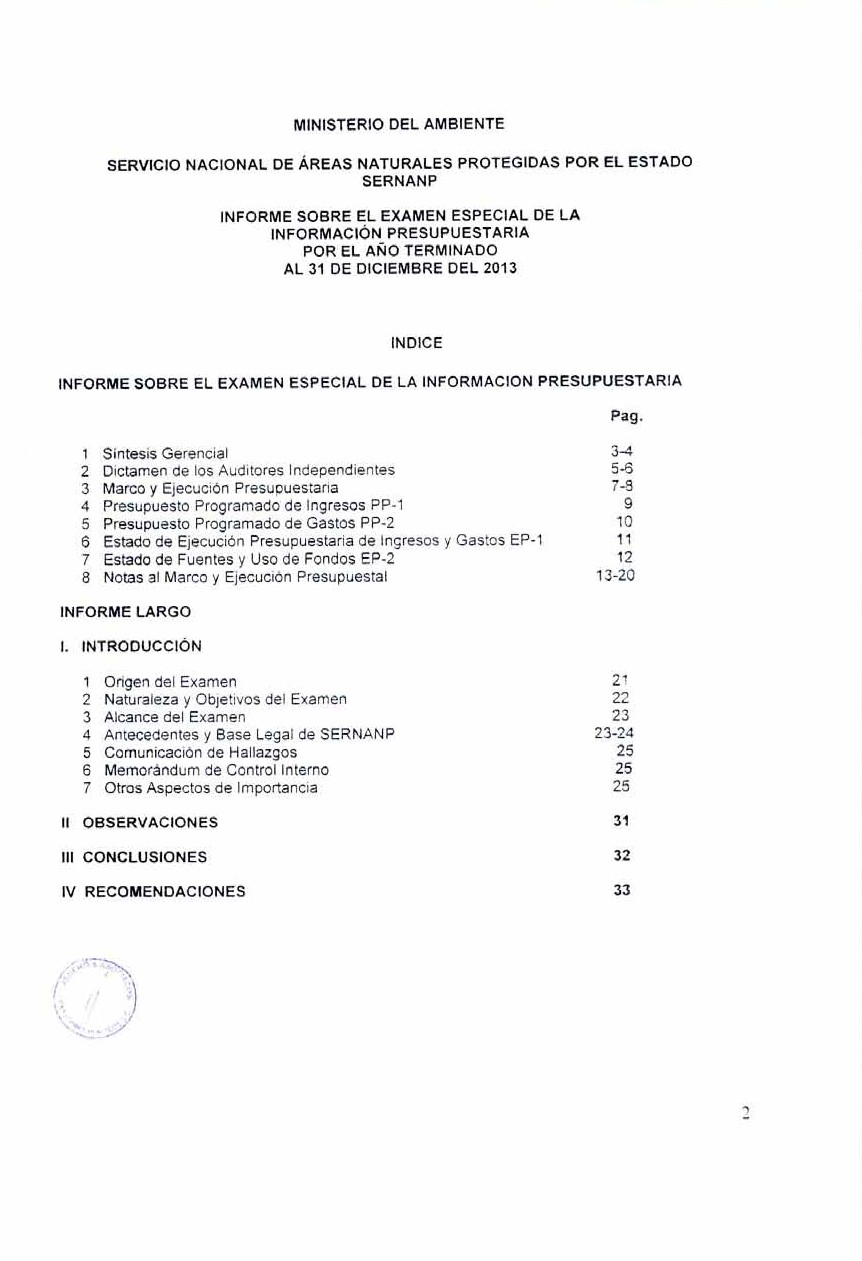 MINISTERIO DEL AMBIENTE
SERVICIO NACIONAL DE ÁREAS NATURALES PROTEGIDAS POR EL ESTADO
SERNANP
INFORME SOBRE EL EXAMEN ESPECIAL DE LA
INFORMACIÓN PRESUPUESTARIA
POR EL AÑO TERMINADO
AL 31 DE DICIEMBRE DEL 2013
INDICE
INFORME SOBRE EL EXAMEN ESPECIAL DE LA INFORMACION PRESUPUESTARIA
Pag.
1 Síntesis Gerencial 3-4
2 Dictamen de los Auditores Independientes 5-6
3 Marco y Ejecución Presupuestaria 7-8
4 Presupuesto Programado de Ingresos PP-1 9
5 Presupuesto Programado de Gastos PP-2 10
6 Estado de Ejecución Presupuestaria de Ingresos y Gastos EP-1 11
7 Estado de Fuentes y Uso de Fondos EP-2 12
8 Notas al Marco y Ejecución Presupuestal 13-20
INFORME LARGO
I. INTRODUCCIÓN
1 Origen del Examen 21
2 Naturaleza y Objetivos del Examen 22
3 Alcance del Examen 23
4 Antecedentes y Base Legal de SERNANP 23-24
5 Comunicación de Hallazgos 25
6 Memorándum de Control Interno 25
7 Otros Aspectos de Importancia 25
II OBSERVACIONES 31
III CONCLUSIONES 32
IV RECOMENDACIONES 33
2